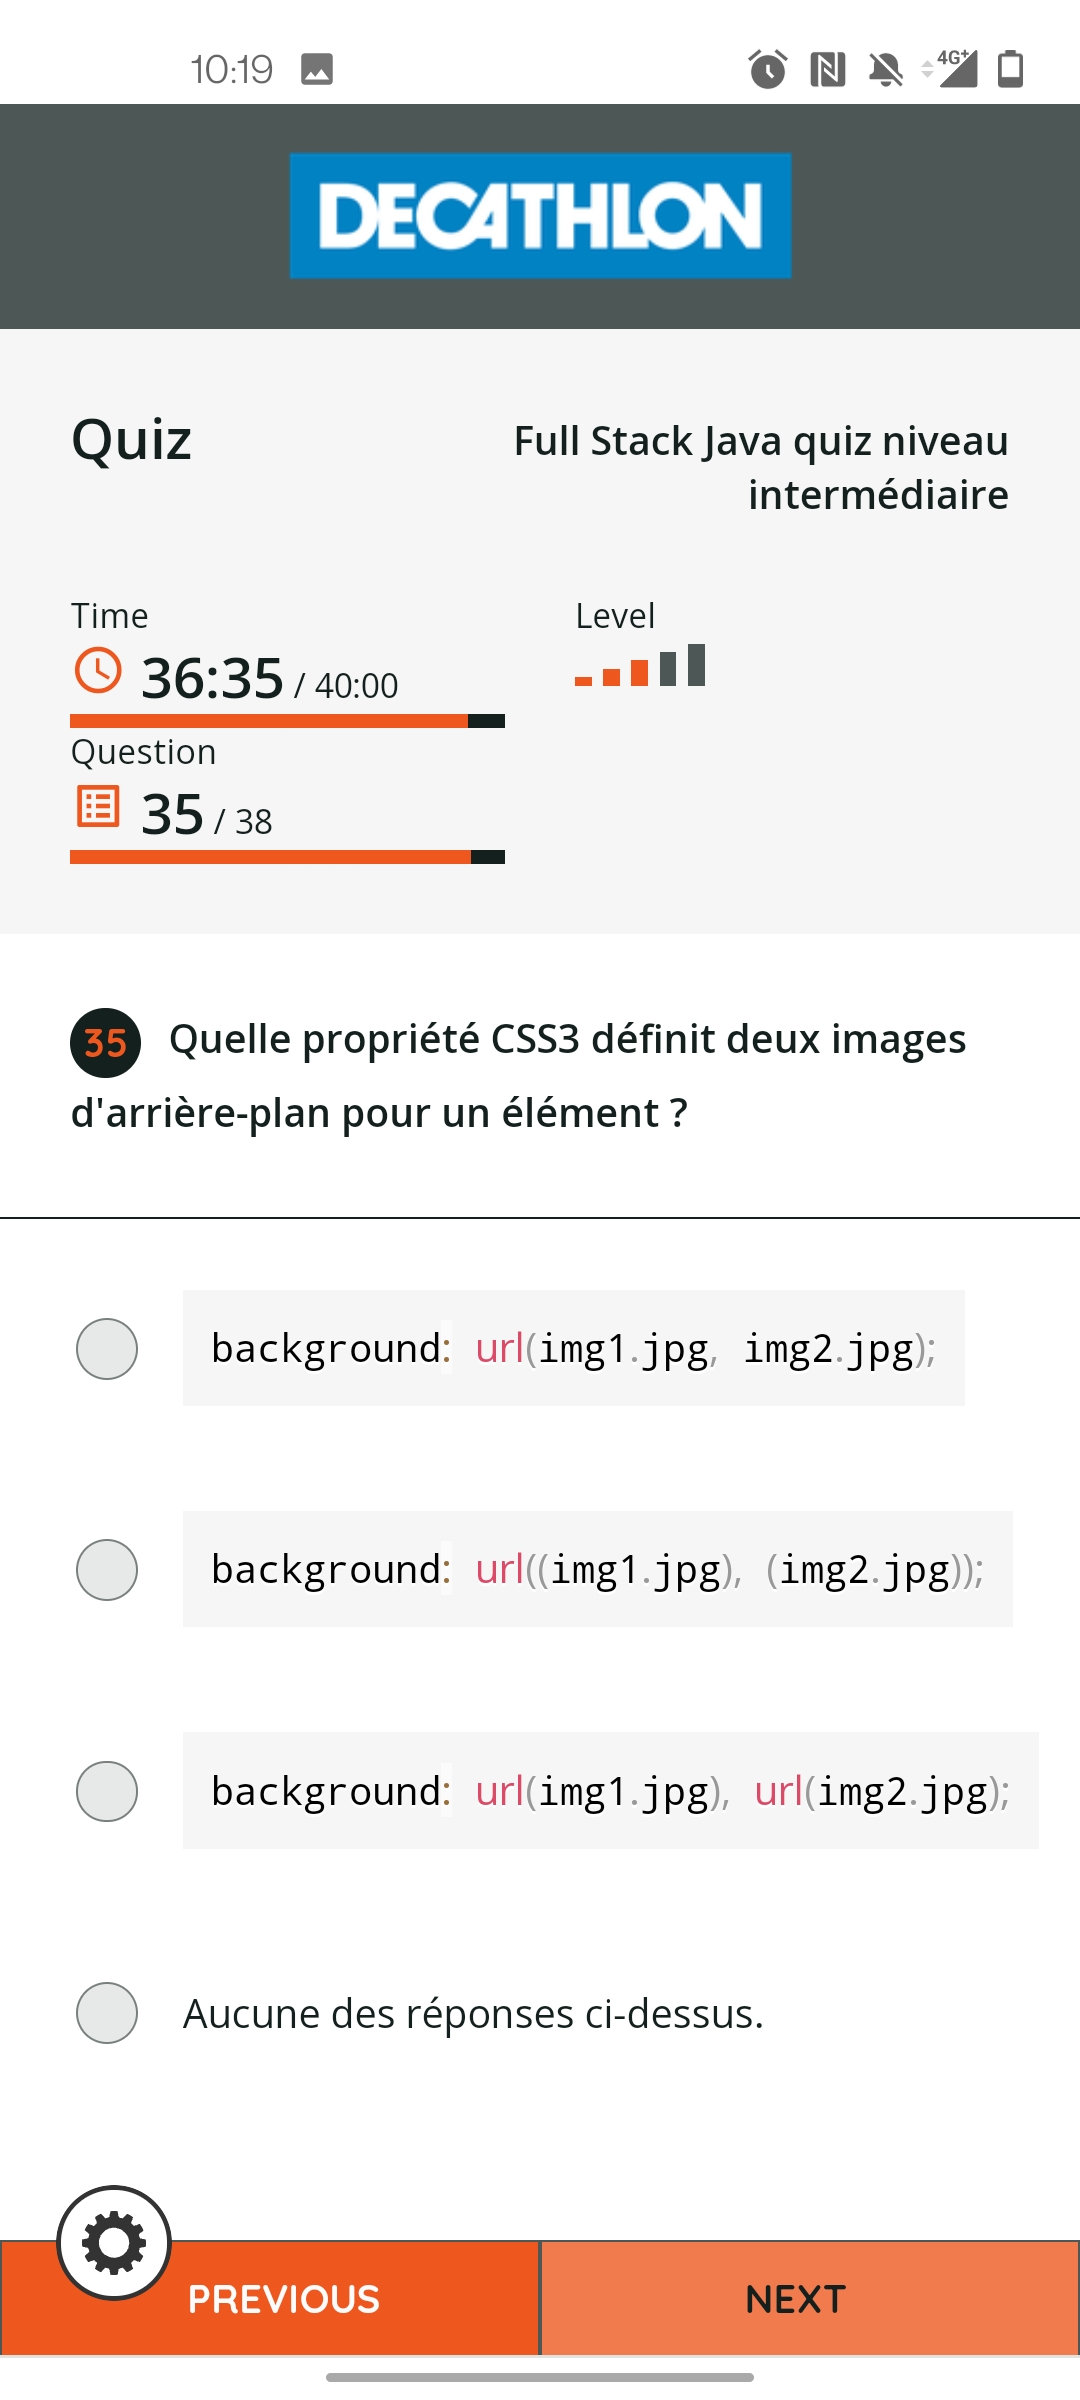 10:19
4G+
DECATHLON
Quiz
Full Stack Java quiz niveau
intermédiaire
Time
36:35 / 40:00
Level
Question
35 / 38
35 Quelle propriété CSS3 définit deux images
d'arrière-plan pour un élément ?
background: url(img1.jpg, img2.jpg);
background: url((img1.jpg), (img2.jpg));
background: url(img1.jpg), url(img2.jpg);
Aucune des réponses ci-dessus.
PREVIOUS
NEXT